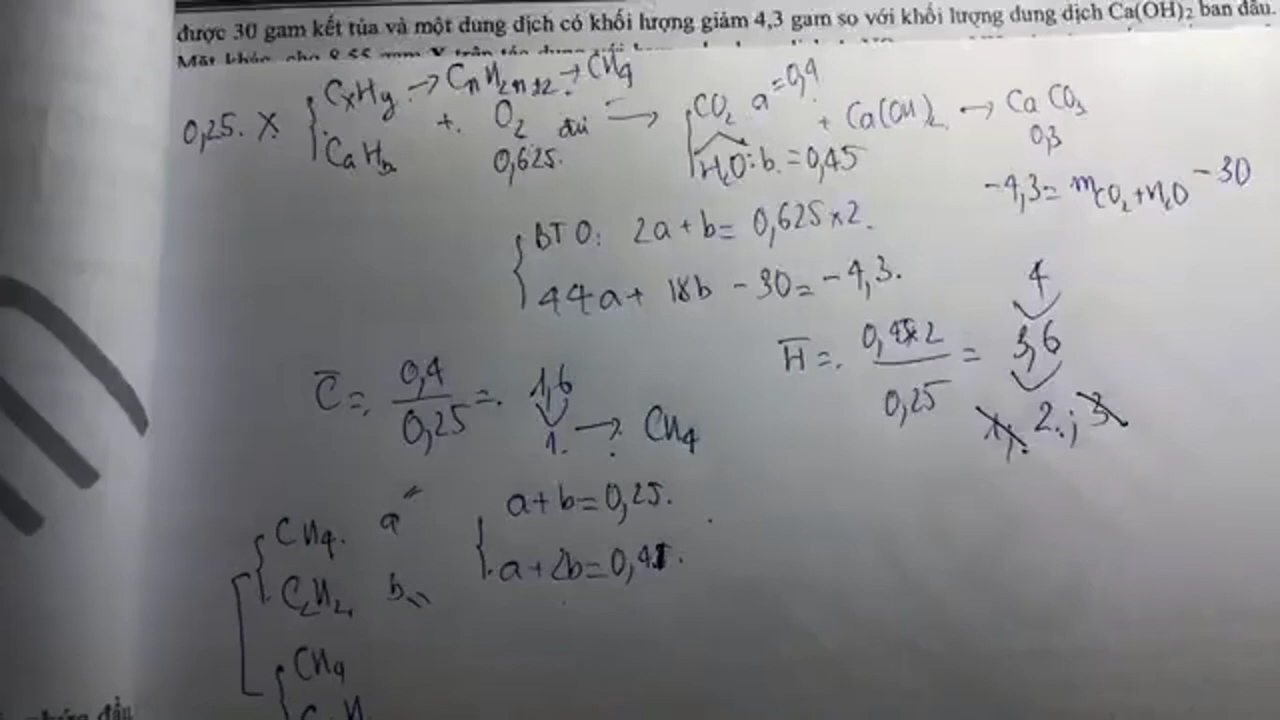 được 30 gam kết tủa và một dung dịch có khối lượng giảm 4,3 gam so với khối lượng dung dịch Ca(OH)₂ ban đầu.
0,25. X { CxHy → CnH2n+2 → CH4
CaHb
+ O2 dư → { CO2 a = 0,4
0,625.
H2O: b = 0,45
+ Ca(OH)2 → CaCO3
0,3
-4,3 = mCO2 + H2O - 30
{ BTO: 2a + b = 0,625 x 2.
44a + 18b - 30 = -4,3.
C̅ = 0,4 / 0,25 = 1,6
1. → CH4
H̅ = 0,45x2 / 0,25 = 3,6
4
1; 2; 3
{ CH4. a
C2H2 b
{ a + b = 0,25.
a + 2b = 0,4
{ CH4